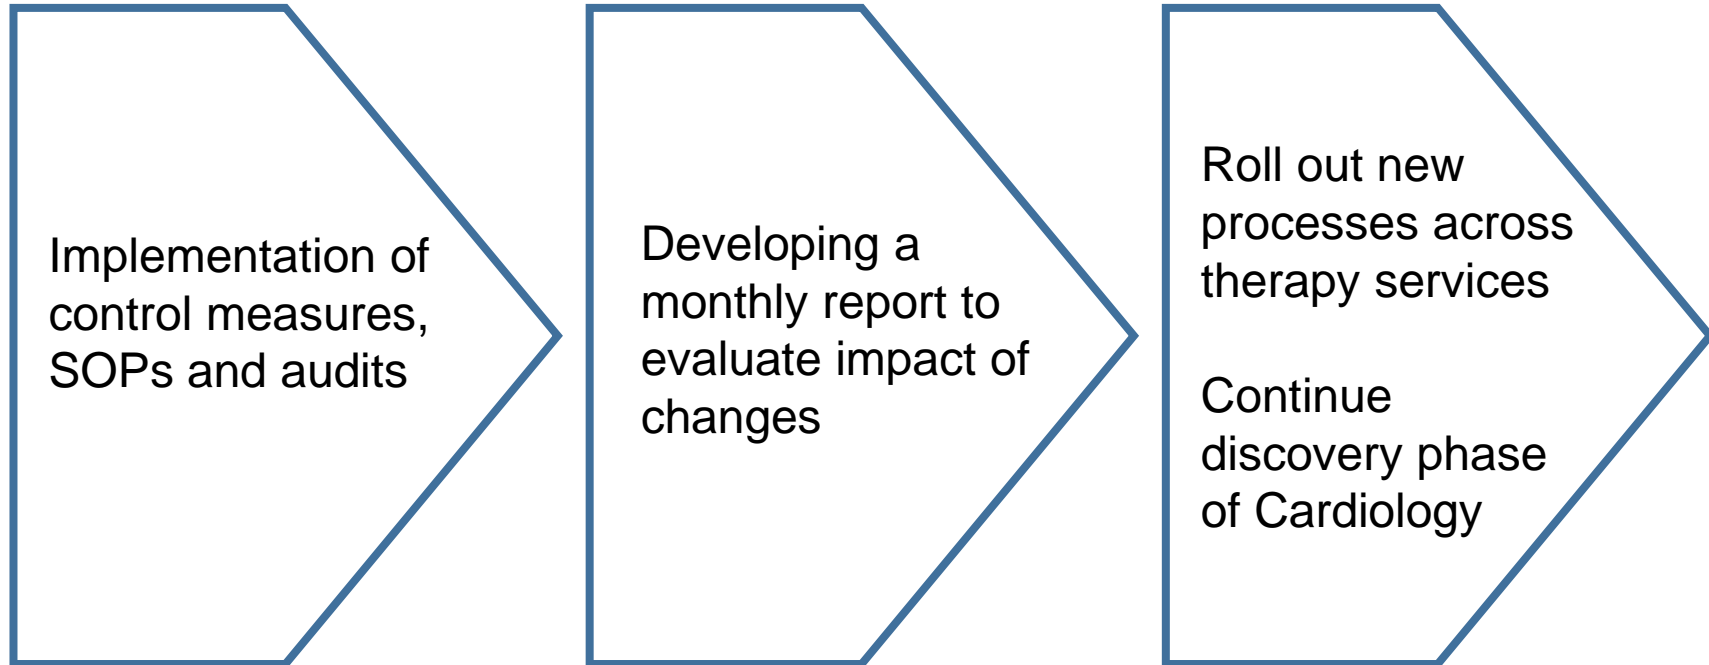 Implementation of
control measures,
SOPs and audits
Developing a
monthly report to
evaluate impact of
changes
Roll out new
processes across
therapy services
Continue
discovery phase
of Cardiology